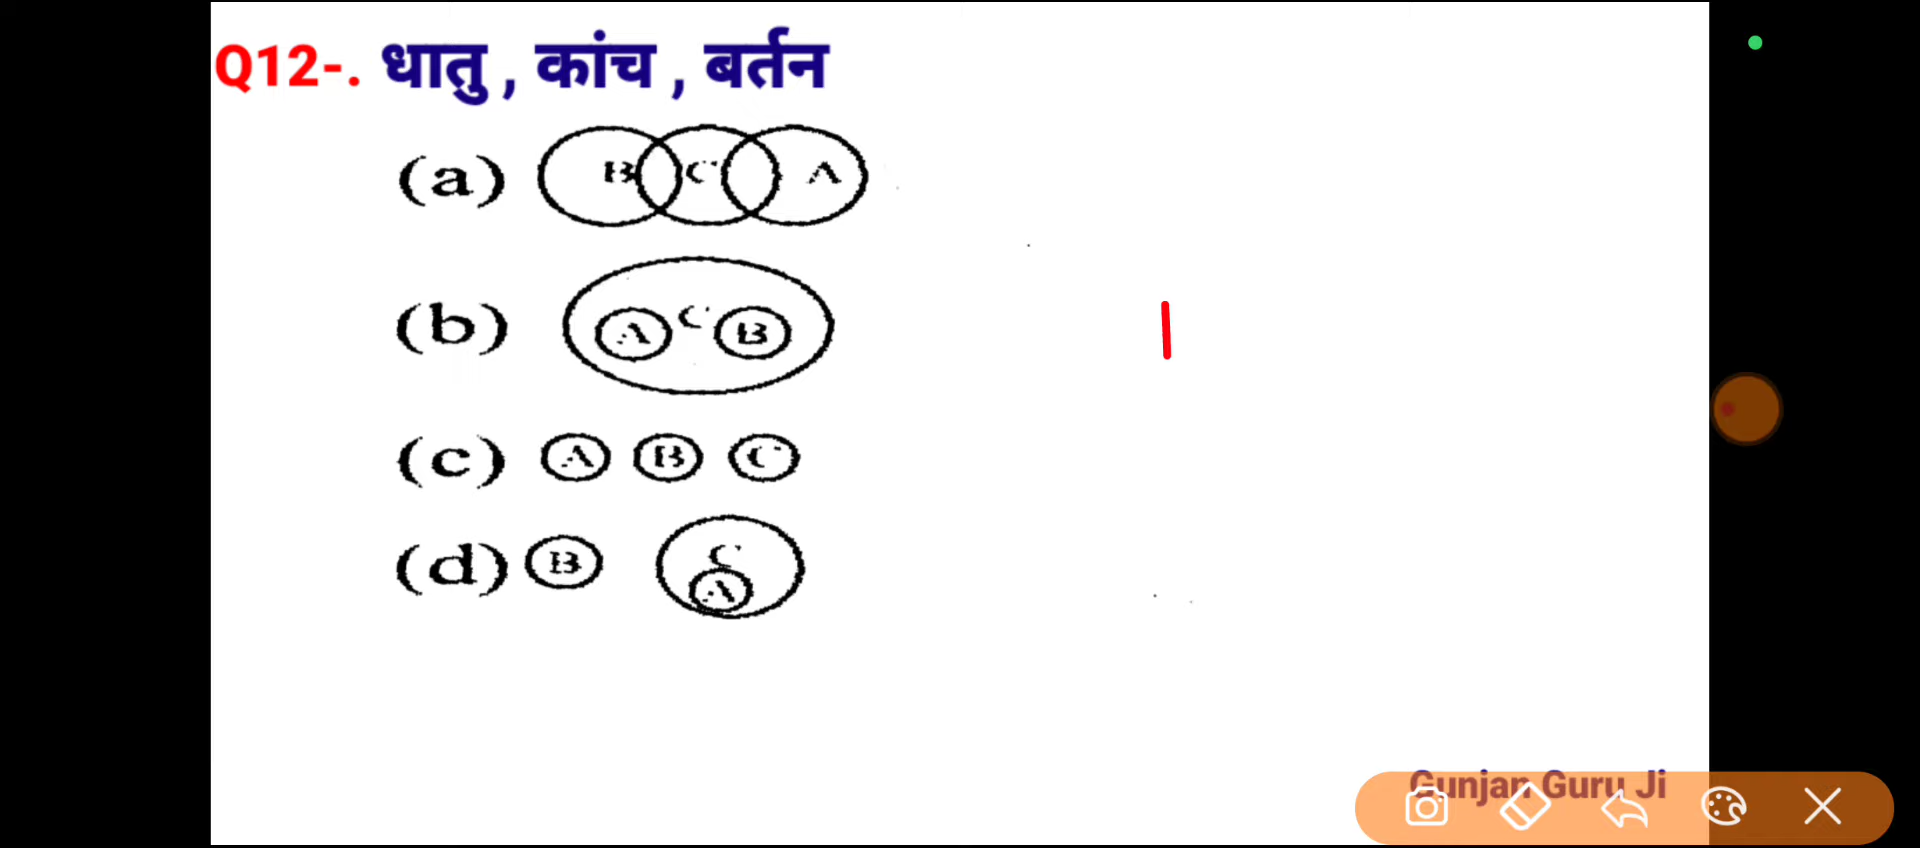 Q12-. धातु , कांच , बर्तन
(a) B C A
(b) A C B
(c) A B C
(d) B C A
Gunjan Guru Ji